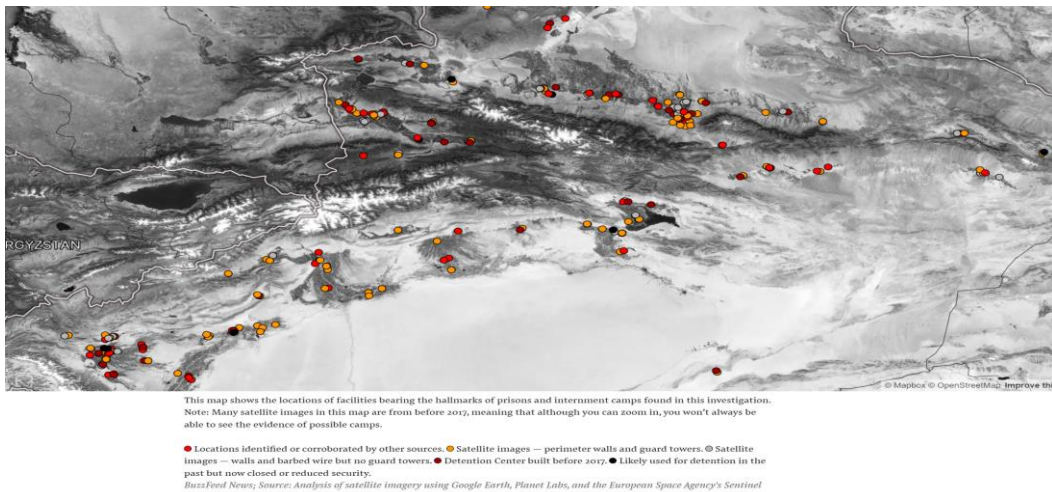 RGYZSTAN
© Mapbox © OpenStreetMap Improve thi
This map shows the locations of facilities bearing the hallmarks of prisons and internment camps found in this investigation.
Note: Many satellite images in this map are from before 2017, meaning that although you can zoom in, you won't always be
able to see the evidence of possible camps.
Locations identified or corroborated by other sources. Satellite images — perimeter walls and guard towers. Satellite
images — walls and barbed wire but no guard towers. Detention Center built before 2017. Likely used for detention in the
past but now closed or reduced security.
BuzzFeed News; Source: Analysis of satellite imagery using Google Earth, Planet Labs, and the European Space Agency's Sentinel